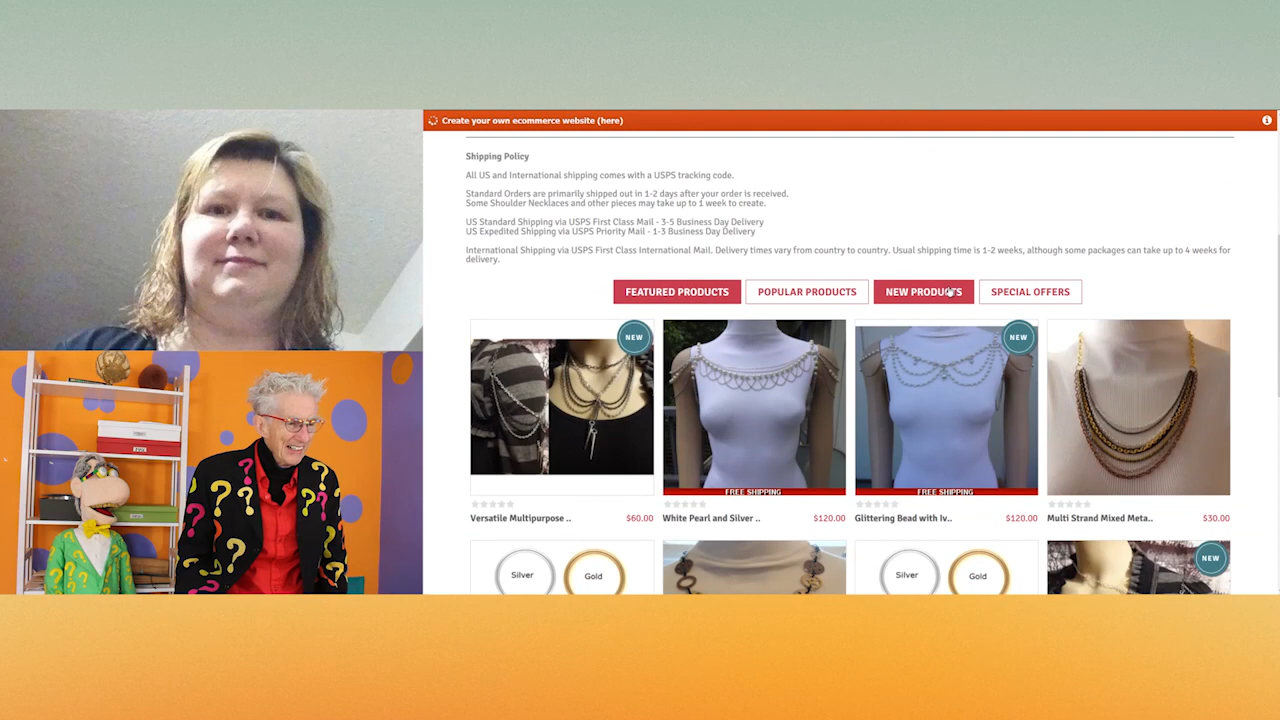 Create your own ecommerce website (here)
Shipping Policy
All US and International shipping comes with a USPS tracking code.
Standard Orders are primarily shipped out in 1-2 days after your order is received.
Some Shoulder Necklaces and other pieces may take up to 1 week to create.
US Standard Shipping via USPS First Class Mail - 3-5 Business Day Delivery
US Expedited Shipping via USPS Priority Mail - 1-3 Business Day Delivery
International Shipping via USPS First Class International Mail. Delivery times vary from country to country. Usual shipping time is 1-2 weeks, although some packages can take up to 4 weeks for
delivery.
FEATURED PRODUCTS POPULAR PRODUCTS NEW PRODUCTS SPECIAL OFFERS
NEW NEW
FREE SHIPPING FREE SHIPPING
Versatile Multipurpose .. $60.00 White Pearl and Silver .. $120.00 Glittering Bead with Iv.. $120.00 Multi Strand Mixed Meta.. $30.00
NEW
Silver Gold Silver Gold